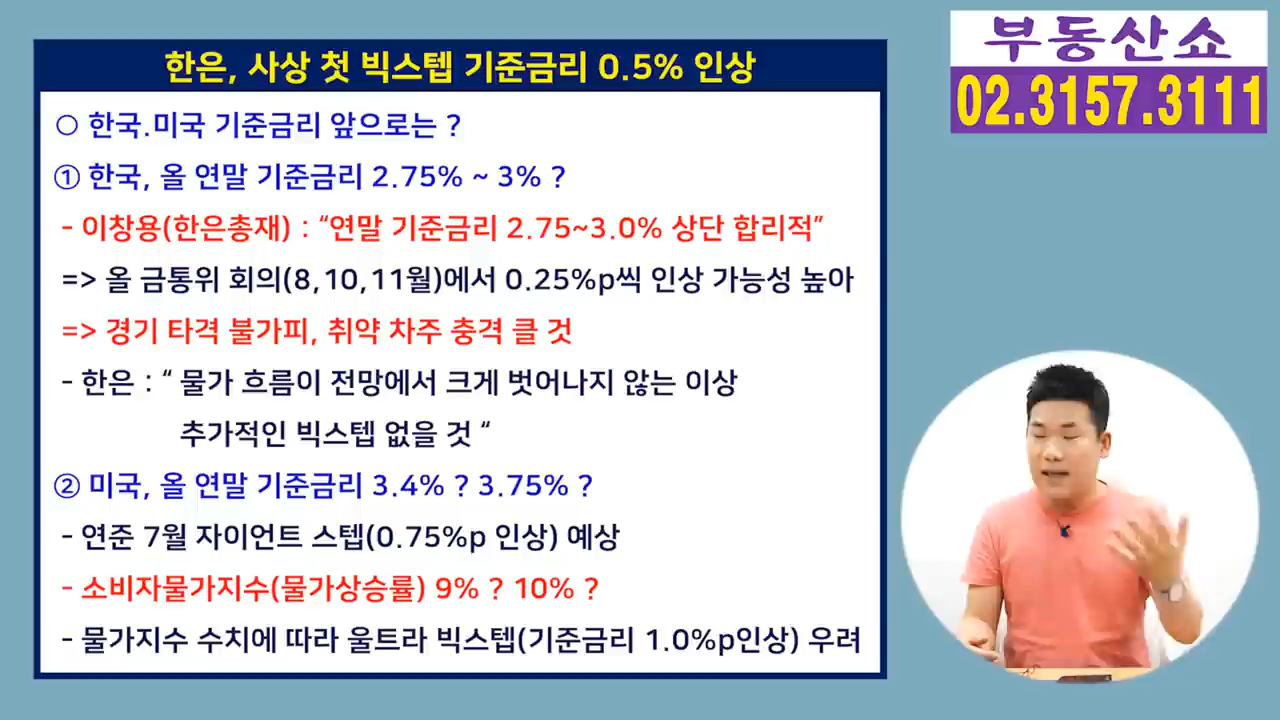 한은, 사상 첫 빅스텝 기준금리 0.5% 인상
부동산쇼
02.3157.3111
○ 한국.미국 기준금리 앞으로는 ?
① 한국, 올 연말 기준금리 2.75% ~ 3% ?
- 이창용(한은총재) : “연말 기준금리 2.75~3.0% 상단 합리적”
=> 올 금통위 회의(8,10,11월)에서 0.25%p씩 인상 가능성 높아
=> 경기 타격 불가피, 취약 차주 충격 클 것
- 한은 : “ 물가 흐름이 전망에서 크게 벗어나지 않는 이상
추가적인 빅스텝 없을 것 “
② 미국, 올 연말 기준금리 3.4% ? 3.75% ?
- 연준 7월 자이언트 스텝(0.75%p 인상) 예상
- 소비자물가지수(물가상승률) 9% ? 10% ?
- 물가지수 수치에 따라 울트라 빅스텝(기준금리 1.0%p인상) 우려